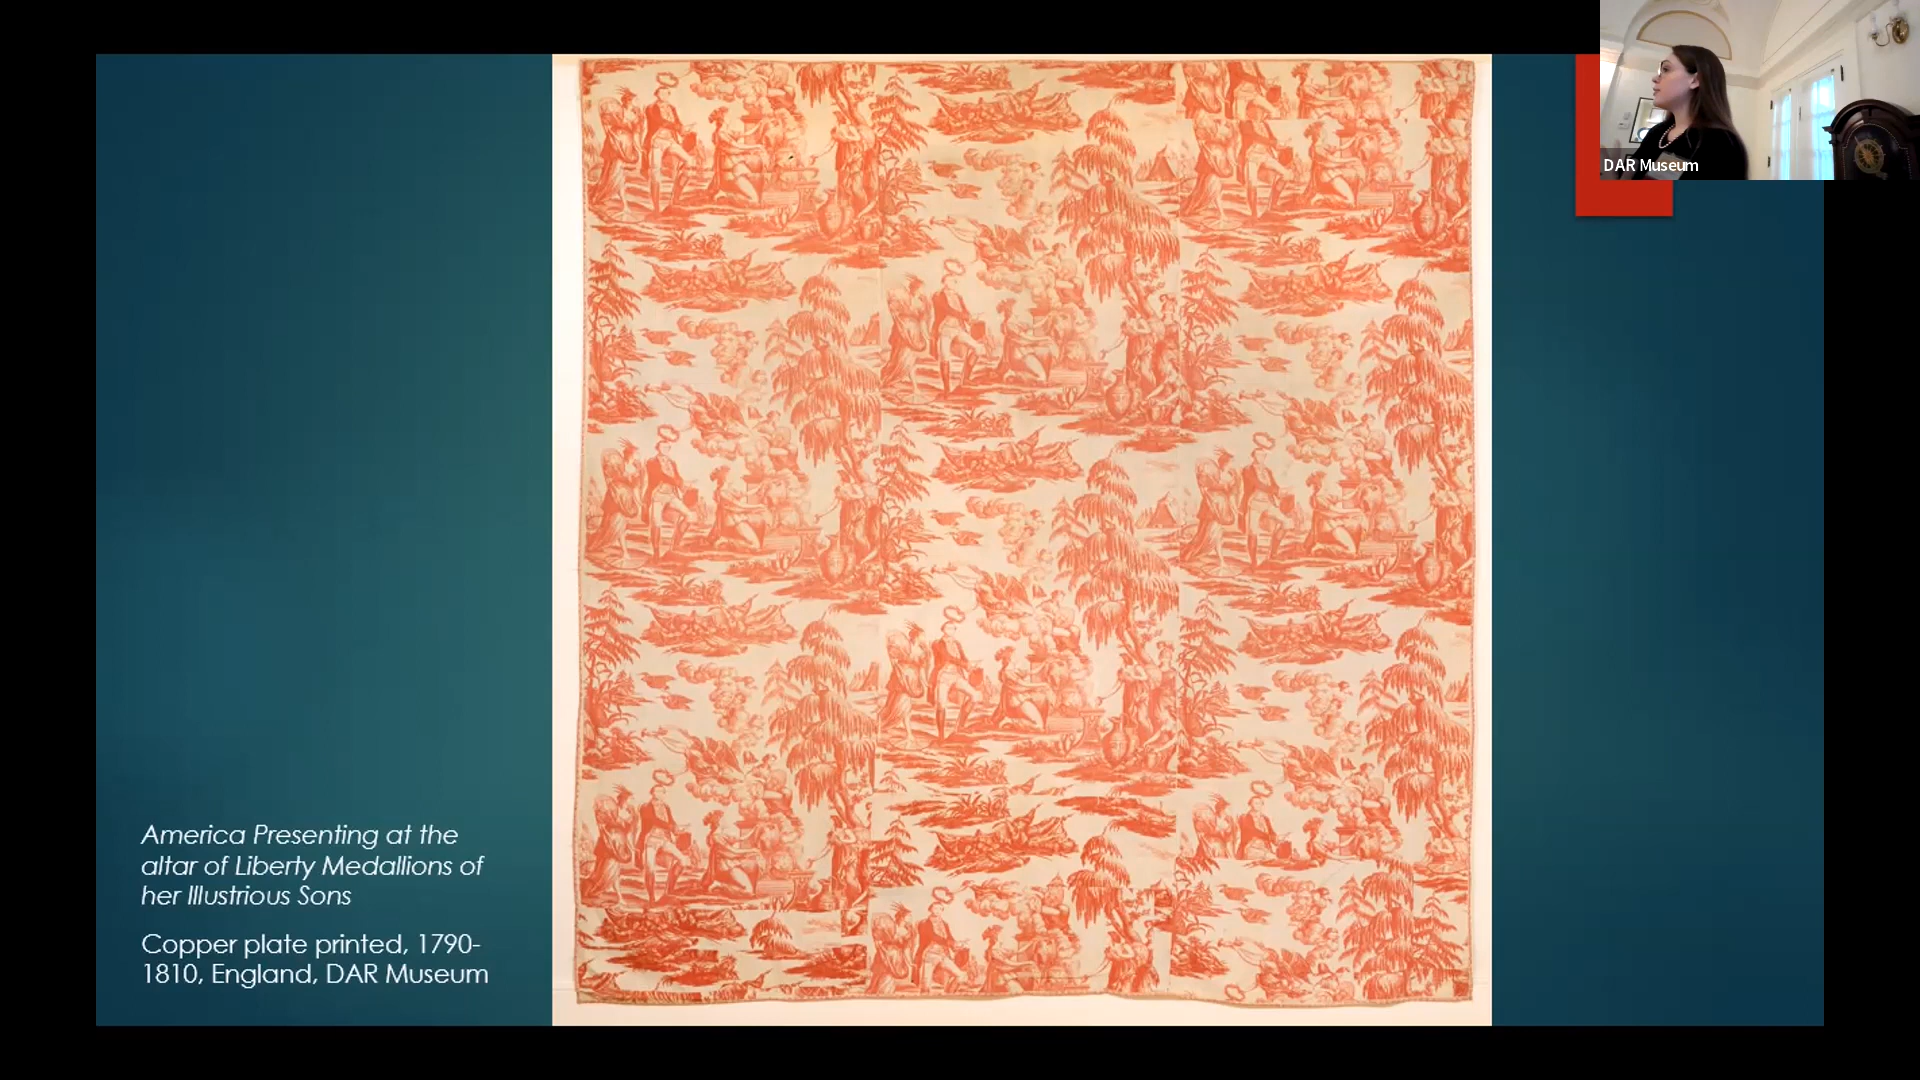 DAR Museum
America Presenting at the
altar of Liberty Medallions of
her Illustrious Sons
Copper plate printed, 1790-
1810, England, DAR Museum